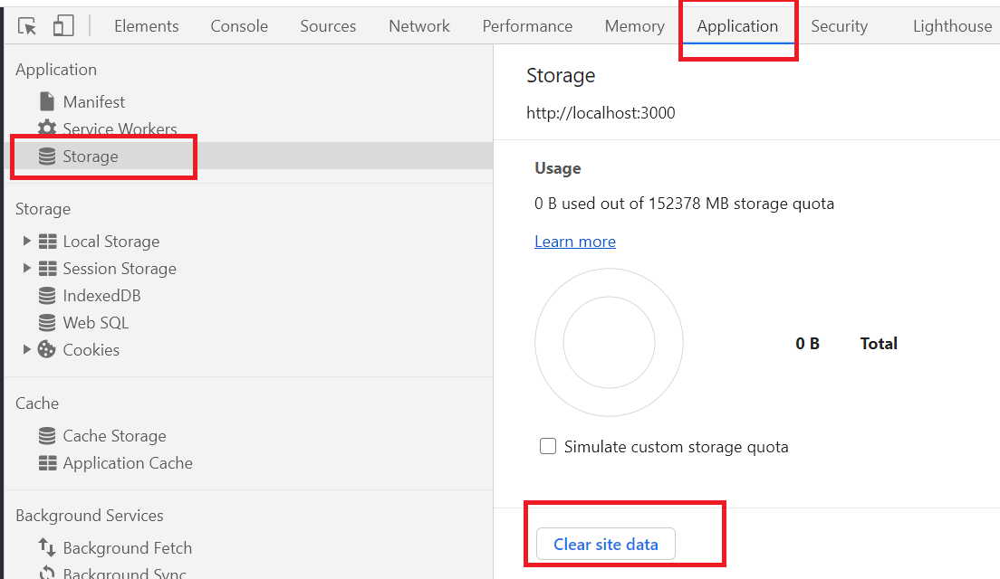 Elements Console Sources Network Performance Memory Application Security Lighthouse
Application
Manifest
Service Workers
Storage
Storage
Local Storage
Session Storage
IndexedDB
Web SQL
Cookies
Cache
Cache Storage
Application Cache
Background Services
Background Fetch
Background Sync
Storage
http://localhost:3000
Usage
0 B used out of 152378 MB storage quota
Learn more
0 B Total
Simulate custom storage quota
Clear site data